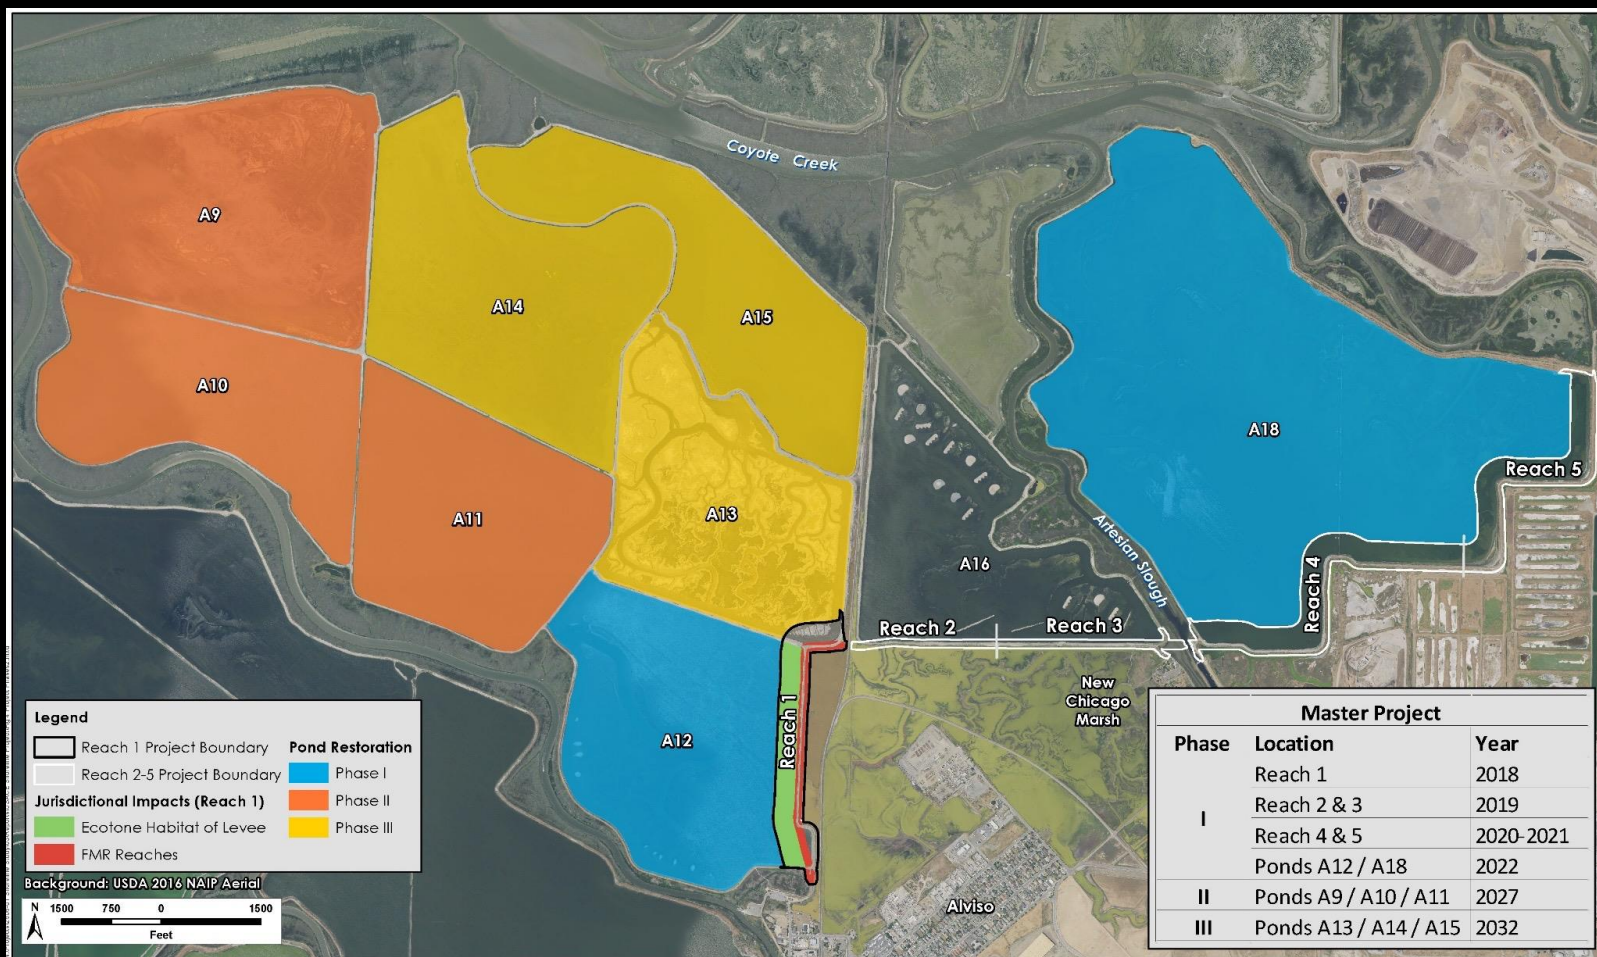 Coyote Creek
A9
A14
A15
A10
A18
Reach 5
A11
A13
Artesian Slough
A16
Reach 4
Reach 2
Reach 3
New
Chicago
Marsh
Reach 1
A12
Alviso
Legend
Reach 1 Project Boundary
Reach 2-5 Project Boundary
Jurisdictional Impacts (Reach 1)
Ecotone Habitat of Levee
FMR Reaches
Pond Restoration
Phase I
Phase II
Phase III
Background: USDA 2016 NAIP Aerial
N 1500 750 0 1500
Feet
Master Project
Phase Location Year
I Reach 1 2018
Reach 2 & 3 2019
Reach 4 & 5 2020-2021
Ponds A12 / A18 2022
II Ponds A9 / A10 / A11 2027
III Ponds A13 / A14 / A15 2032